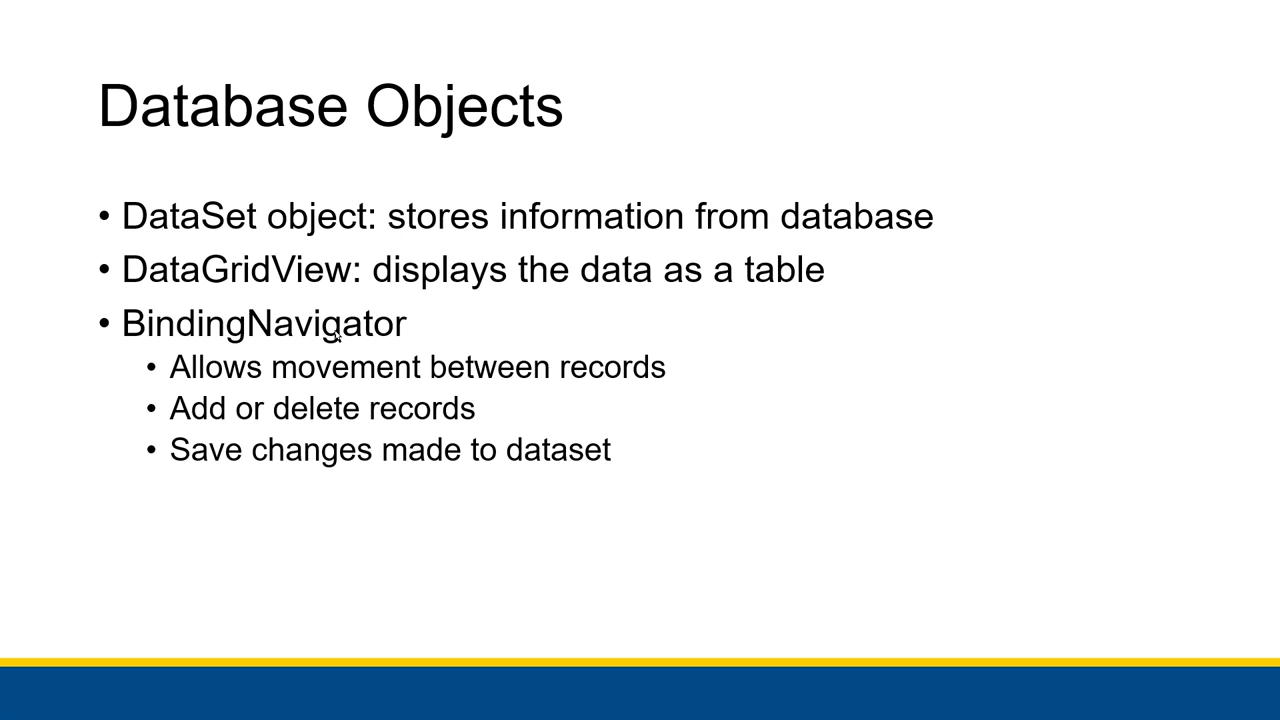 Database Objects
• DataSet object: stores information from database
• DataGridView: displays the data as a table
• BindingNavigator
• Allows movement between records
• Add or delete records
• Save changes made to dataset